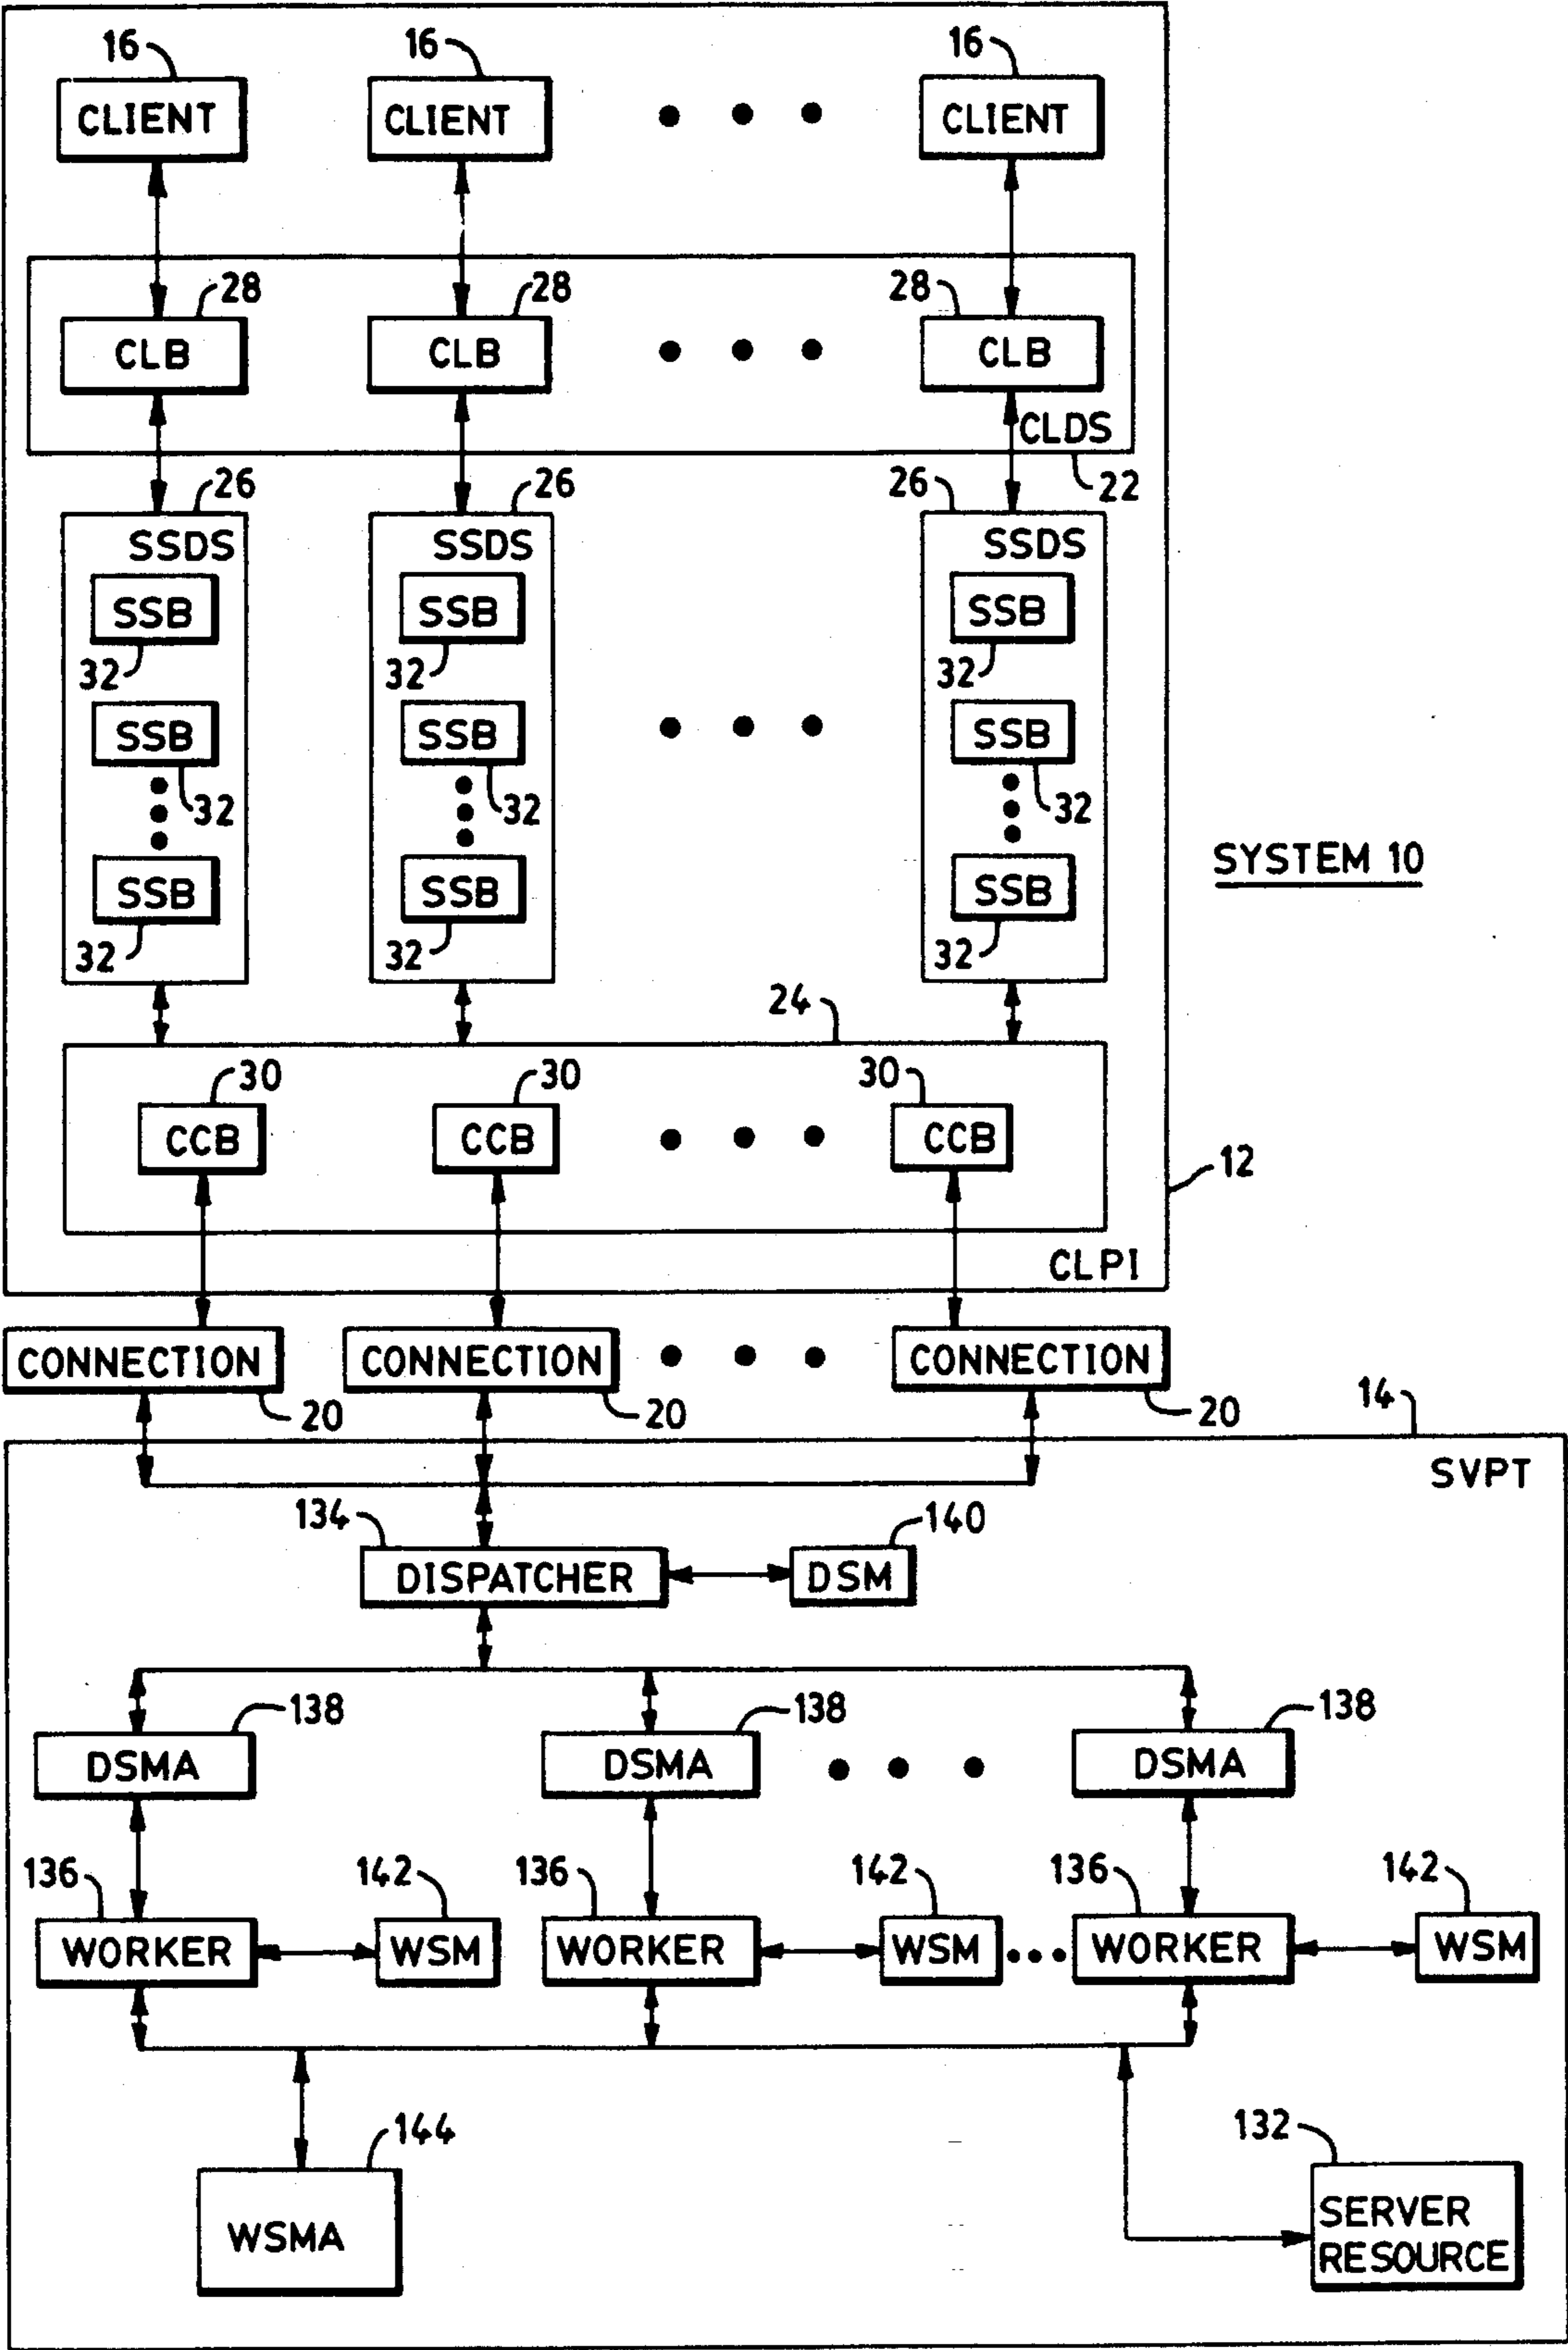 16 16 16
CLIENT CLIENT CLIENT
28 28 28
CLB CLB CLB
CLDS
22
26 26 26
SSDS SSDS SSDS
SSB SSB SSB
32 32 32
SSB SSB SSB
32 32 32
SSB SSB SSB
32 32 32
SYSTEM 10
24
30 30 30
CCB CCB CCB
12
CLPI
CONNECTION CONNECTION CONNECTION
20 20 20
14
SVPT
134 140
DISPATCHER DSM
138 138 138
DSMA DSMA DSMA
136 142 136 142 136 142
WORKER WSM WORKER WSM WORKER WSM
144 132
WSMA
SERVER
RESOURCE